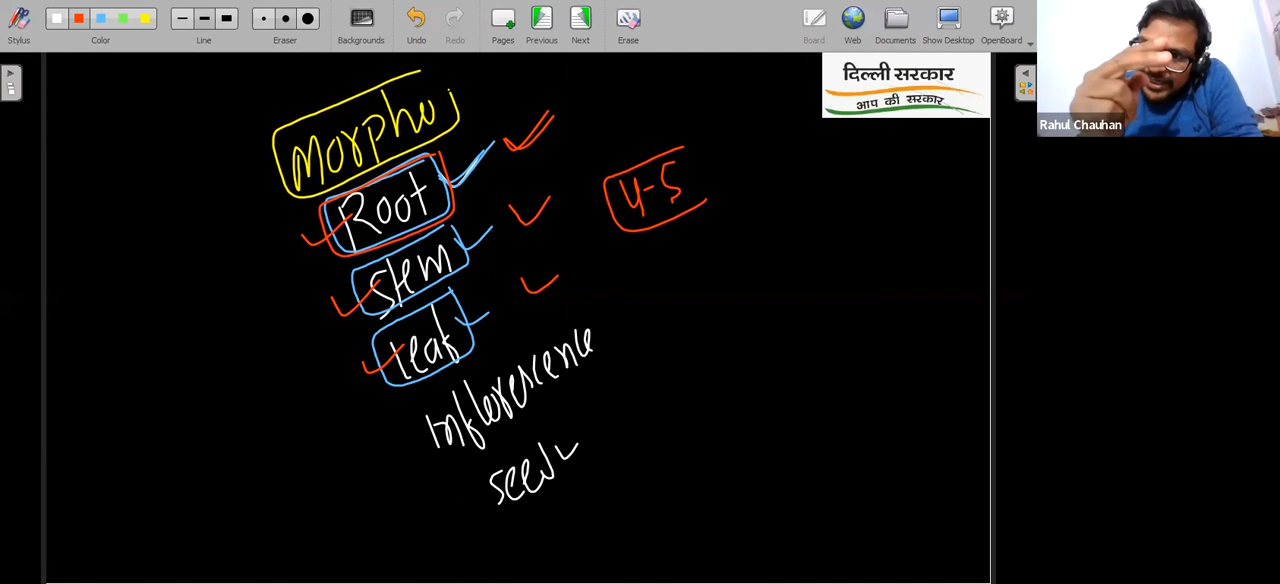 Stylus
Color
Line
Eraser
Backgrounds
Undo
Redo
Pages
Previous
Next
Erase
Board
Web
Documents
Show Desktop
OpenBoard
दिल्ली सरकार
आप की सरकार
Rahul Chauhan
Morpho
Root
4-5
Stem
Leaf
Inflorescence